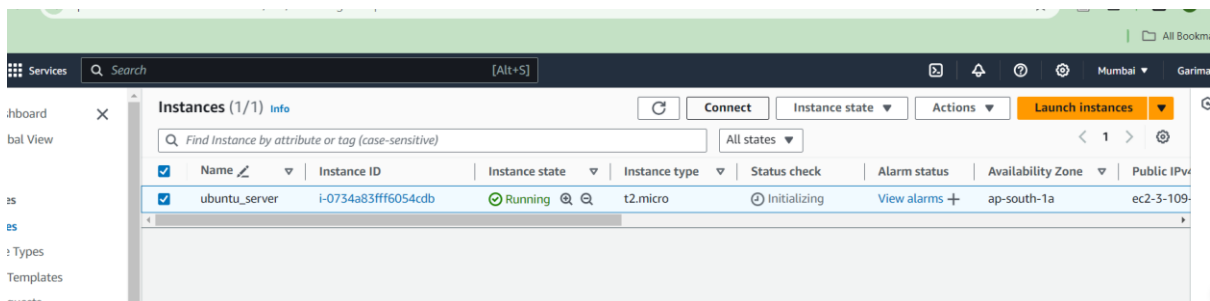 All Bookma
Services Search [Alt+S] Mumbai Garima
shboard
bal View
Instances (1/1) Info Connect Instance state Actions Launch instances
Find Instance by attribute or tag (case-sensitive) All states 1
Name Instance ID Instance state Instance type Status check Alarm status Availability Zone Public IPv4
ubuntu_server i-0734a83fff6054cdb Running t2.micro Initializing View alarms + ap-south-1a ec2-3-109-
es
es
e Types
Templates